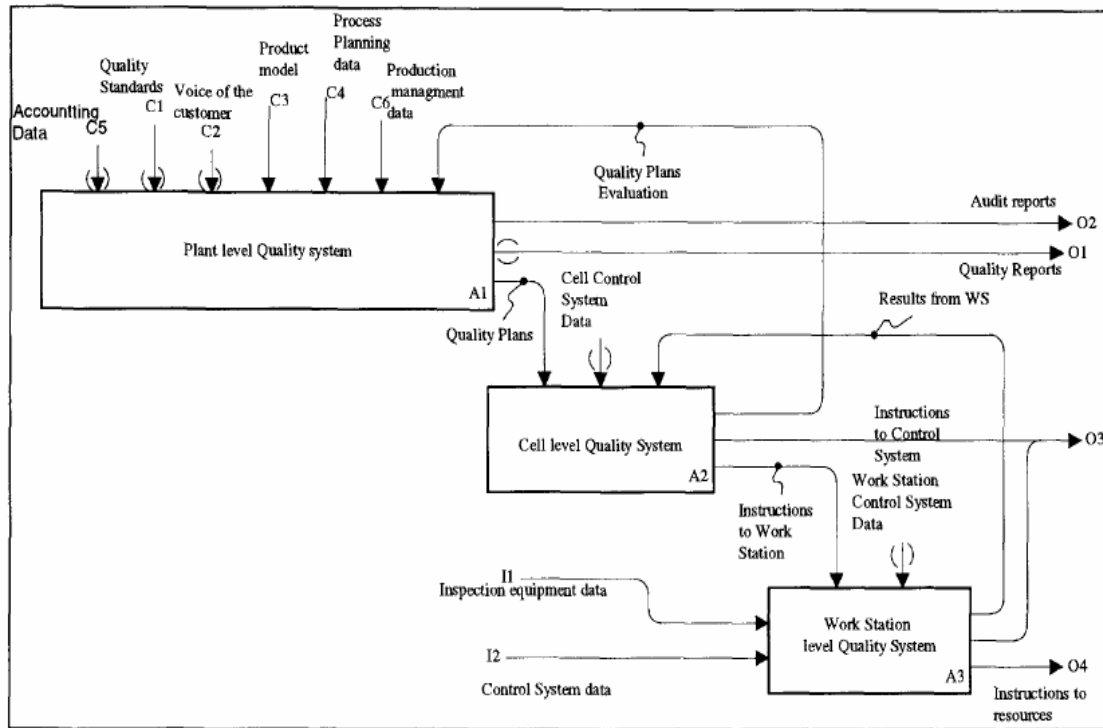 Accountting
Data
C5
Quality
Standards
C1
Voice of the
customer
C2
Product
model
C3
Process
Planning
data
C4
Production
managment
data
C6
Quality Plans
Evaluation
Plant level Quality system
A1
Audit reports
O2
O1
Quality Reports
Quality Plans
Cell Control
System
Data
Results from WS
Cell level Quality System
A2
Instructions
to Control
System
O3
Instructions
to Work
Station
Work Station
Control System
Data
I1
Inspection equipment data
I2
Control System data
Work Station
level Quality System
A3
O4
Instructions to
resources